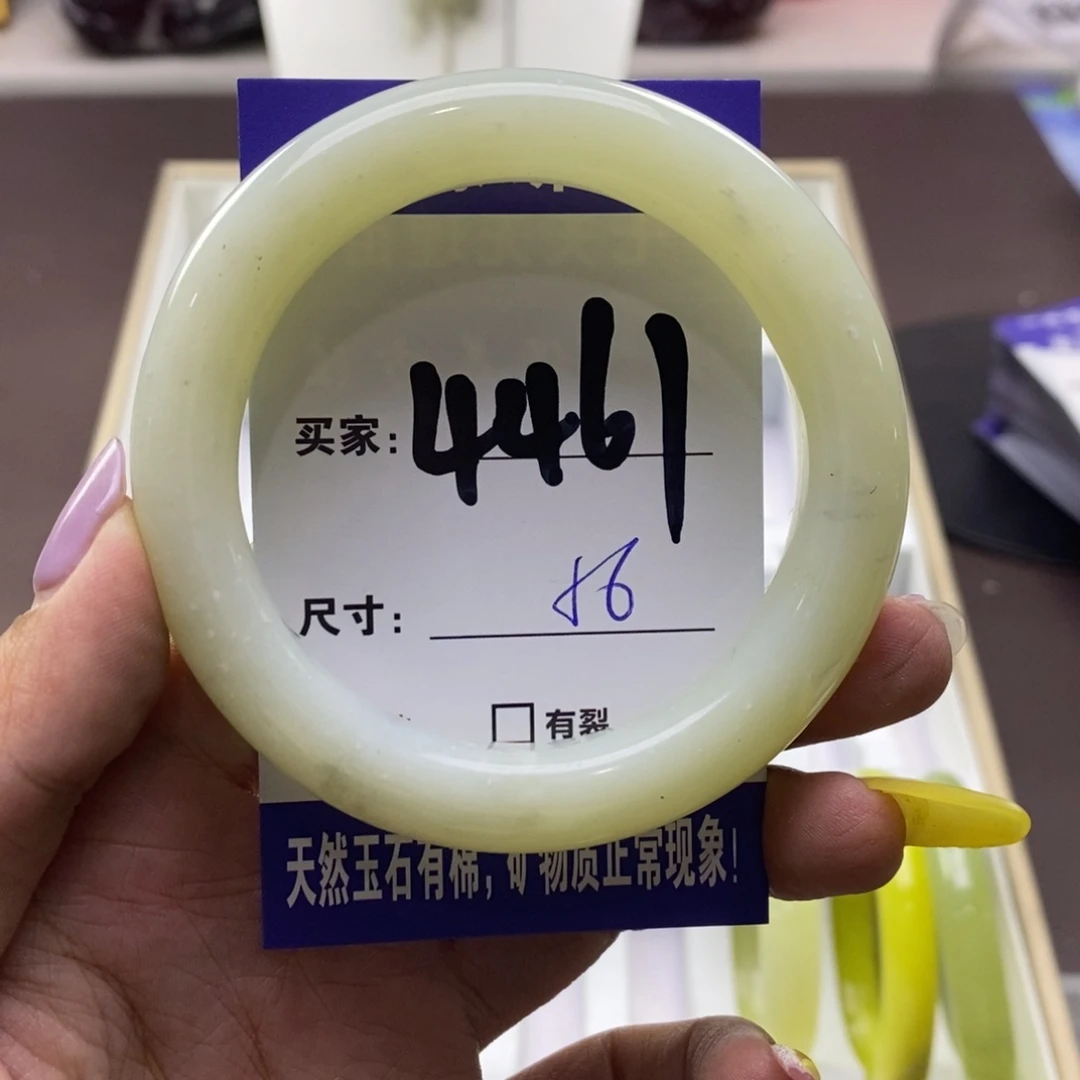 买家: 4461
尺寸: 56
□ 有裂
天然玉石有棉,矿物质正常现象!